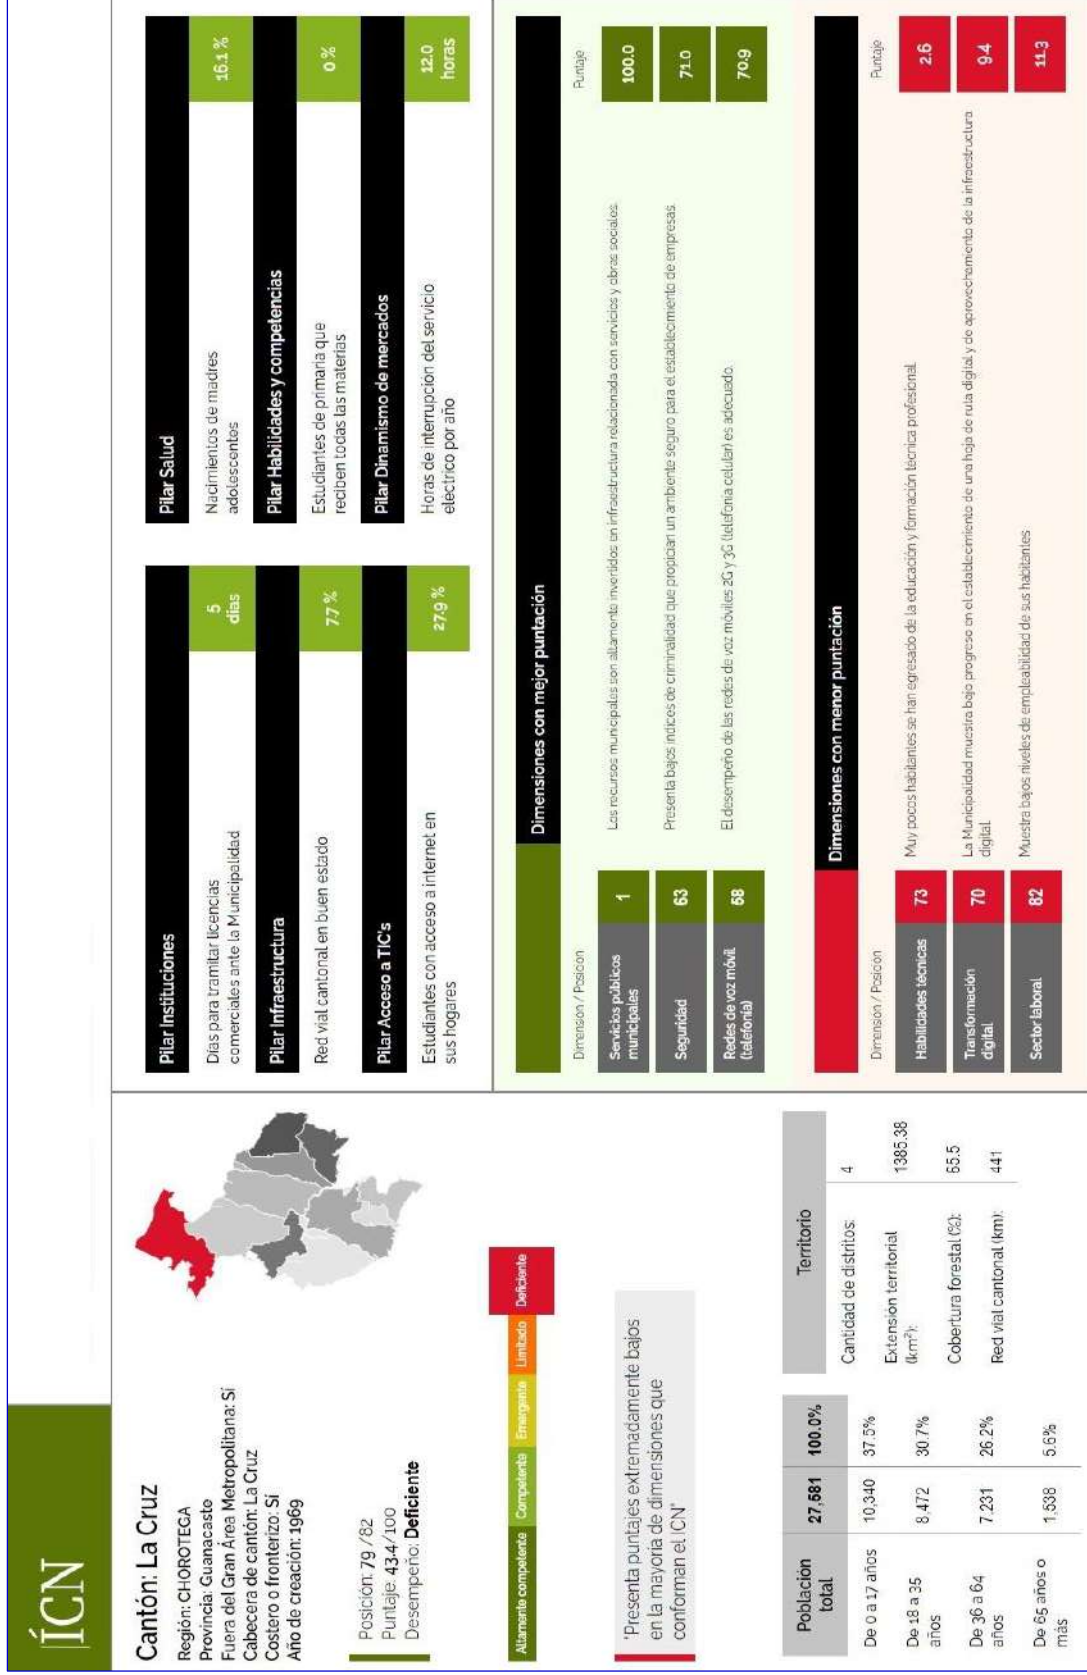 ÍCN
Cantón: La Cruz
Región: CHOROTEGA
Provincia: Guanacaste
Fuera del Gran Área Metropolitana: Sí
Cabecera de cantón: La Cruz
Costero o fronterizo: Sí
Año de creación: 1969
Posición: 79 /82
Puntaje: 43.4/100
Desempeño: Deficiente
Altamente competente Competente Emergente Limitado Deficiente
"Presenta puntajes extremadamente bajos
en la mayoría de dimensiones que
conforman el ICN"
Población total 27,581 100.0%
De 0 a 17 años 10,340 37.5%
De 18 a 35 años 8,472 30.7%
De 36 a 64 años 7,231 26.2%
De 65 años o más 1,538 5.6%
Territorio
Cantidad de distritos: 4
Extensión territorial (km²): 1385.38
Cobertura forestal (%): 65.5
Red vial cantonal (km): 441
Pilar Instituciones
Días para tramitar licencias
comerciales ante la Municipalidad
5
días
Pilar Infraestructura
Red vial cantonal en buen estado
7.7 %
Pilar Acceso a TIC's
Estudiantes con acceso a internet en
sus hogares
27.9 %
Pilar Salud
Nacimientos de madres
adolescentes
16.1 %
Pilar Habilidades y competencias
Estudiantes de primaria que
reciben todas las materias
0 %
Pilar Dinamismo de mercados
Horas de interrupción del servicio
eléctrico por año
12.0
horas
Dimensiones con mejor puntación
Dimensión / Posición Puntaje
Servicios públicos
municipales
1
Los recursos municipales son altamente invertidos en infraestructura relacionada con servicios y obras sociales.
100.0
Seguridad
63
Presenta bajos índices de criminalidad que propician un ambiente seguro para el establecimiento de empresas.
71.0
Redes de voz móvil
(telefonía)
68
El desempeño de las redes de voz móviles 2G y 3G (telefonía celular) es adecuado.
70.9
Dimensiones con menor puntación
Dimensión / Posición Puntaje
Habilidades técnicas
73
Muy pocos habitantes se han egresado de la educación y formación técnica profesional.
2.6
Transformación
digital
70
La Municipalidad muestra bajo progreso en el establecimiento de una hoja de ruta digital y de aprovechamiento de la infraestructura
digital.
9.4
Sector laboral
82
Muestra bajos niveles de empleabilidad de sus habitantes
11.3